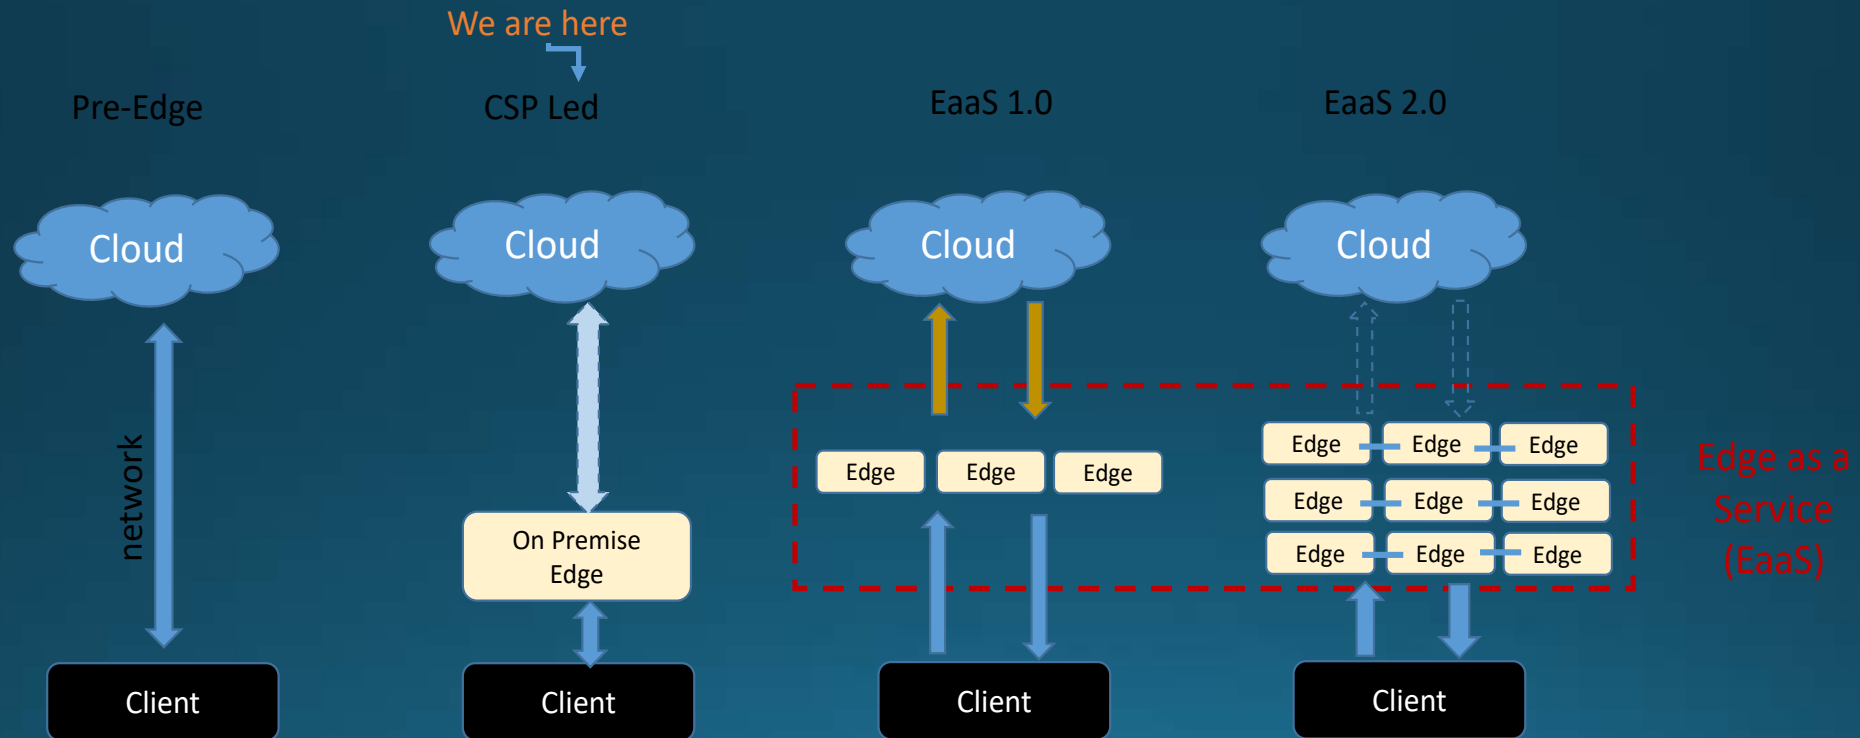 We are here
Pre-Edge
CSP Led
EaaS 1.0
EaaS 2.0
Cloud
Cloud
Cloud
Cloud
network
On Premise
Edge
Edge
Edge
Edge
Edge
Edge
Edge
Edge
Edge
Edge
Edge
Edge
Edge
Edge as a
Service
(EaaS)
Client
Client
Client
Client